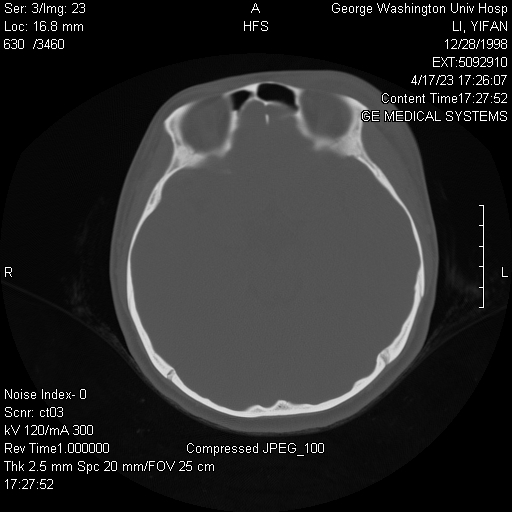 Ser: 3/Img: 23
Loc: 16.8 mm
630 /3460
A
HFS
George Washington Univ Hosp
LI, YIFAN
12/28/1998
EXT:5092910
4/17/23 17:26:07
Content Time17:27:52
GE MEDICAL SYSTEMS
R
L
Noise Index- 0
Scnr: ct03
kV 120/mA 300
Rev Time1.000000
Compressed JPEG_100
Thk 2.5 mm Spc 20 mm/FOV 25 cm
17:27:52